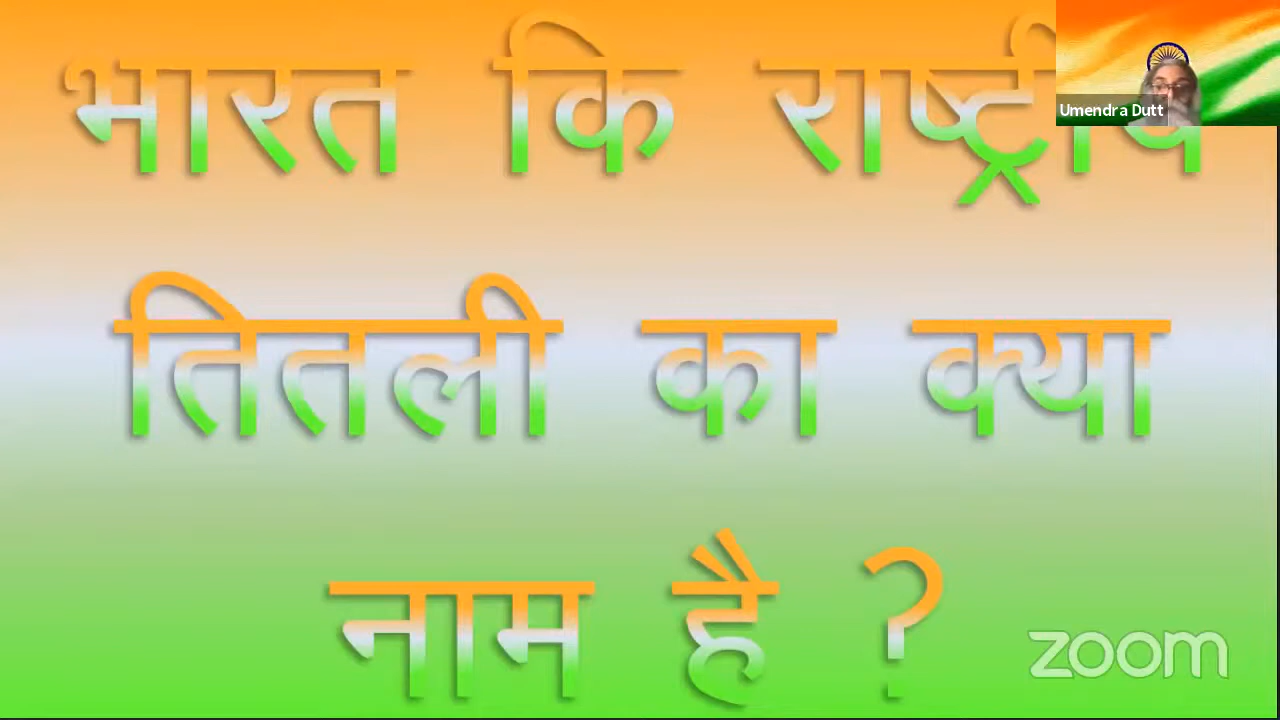 भारत कि राष्ट्रीय
Umendra Dutt
तितली का क्या
नाम है ?
zoom